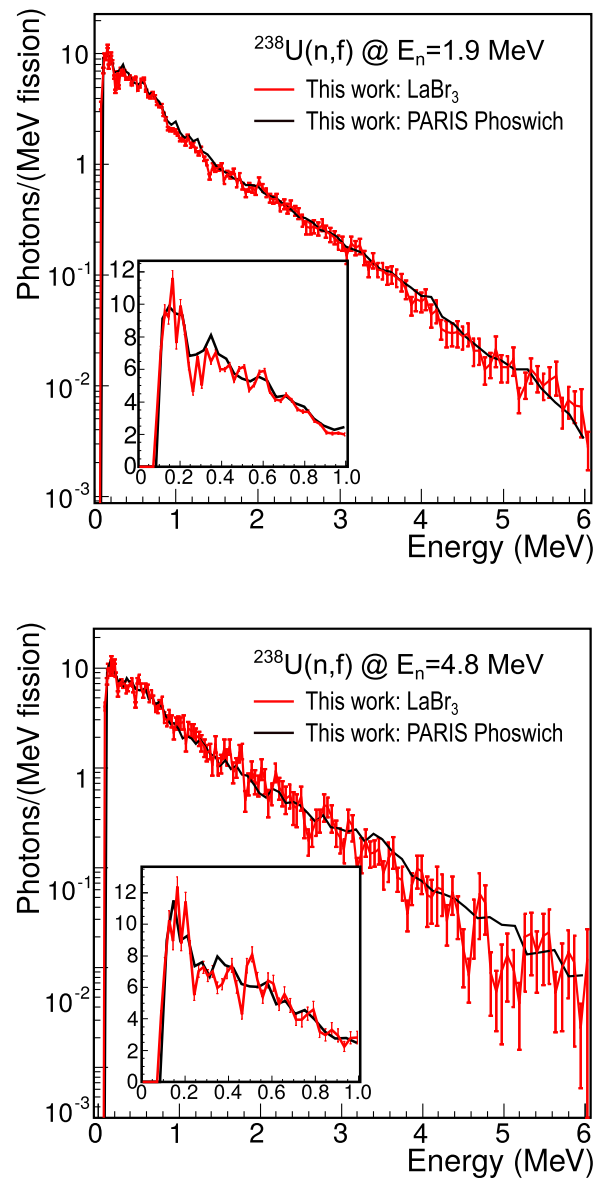 ²³⁸U(n,f) @ Eₙ=1.9 MeV
This work: LaBr₃
This work: PARIS Phoswich
Photons/(MeV fission)
10
1
10⁻¹
10⁻²
10⁻³
12
10
8
6
4
2
0
0.2 0.4 0.6 0.8 1.0
0 1 2 3 4 5 6
Energy (MeV)
²³⁸U(n,f) @ Eₙ=4.8 MeV
This work: LaBr₃
This work: PARIS Phoswich
Photons/(MeV fission)
10
1
10⁻¹
10⁻²
10⁻³
12
10
8
6
4
2
0
0.2 0.4 0.6 0.8 1.0
0 1 2 3 4 5 6
Energy (MeV)